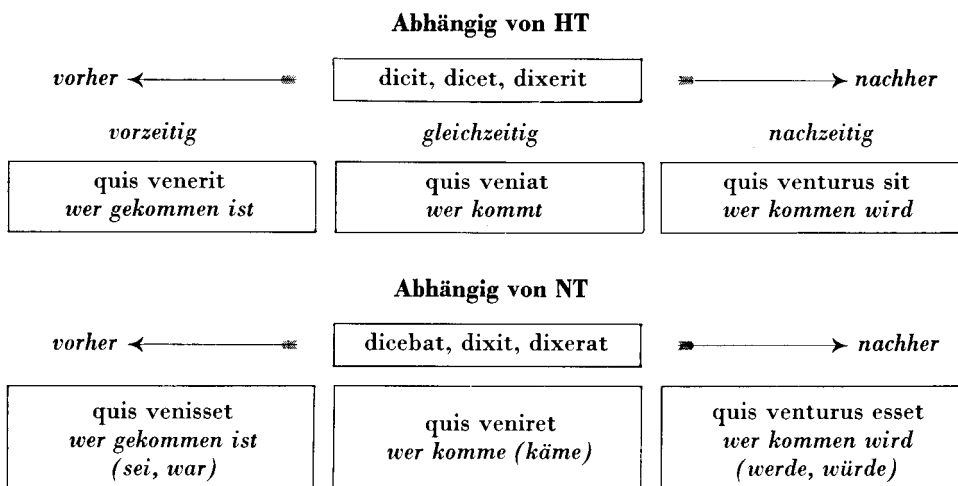 Abhängig von HT
vorher dicit, dicet, dixerit nachher
vorzeitig gleichzeitig nachzeitig
quis venerit quis veniat quis venturus sit
wer gekommen ist wer kommt wer kommen wird
Abhängig von NT
vorher dicebat, dixit, dixerat nachher
quis venisset quis veniret quis venturus esset
wer gekommen ist wer komme (käme) wer kommen wird
(sei, war) (werde, würde)